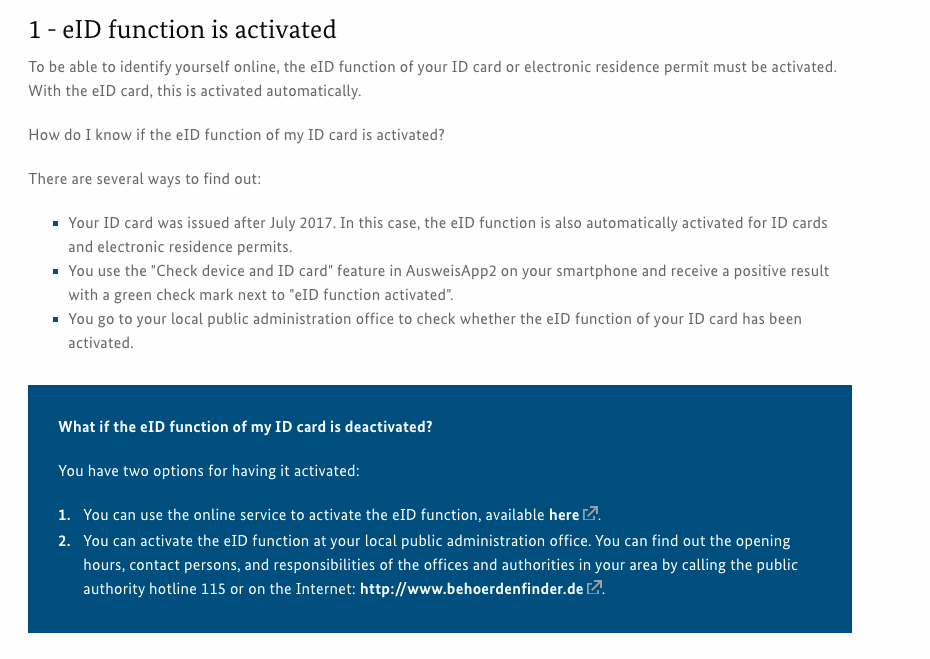 1 - eID function is activated
To be able to identify yourself online, the eID function of your ID card or electronic residence permit must be activated.
With the eID card, this is activated automatically.
How do I know if the eID function of my ID card is activated?
There are several ways to find out:
Your ID card was issued after July 2017. In this case, the eID function is also automatically activated for ID cards
and electronic residence permits.
You use the "Check device and ID card" feature in AusweisApp2 on your smartphone and receive a positive result
with a green check mark next to "eID function activated".
You go to your local public administration office to check whether the eID function of your ID card has been
activated.
What if the eID function of my ID card is deactivated?
You have two options for having it activated:
1. You can use the online service to activate the eID function, available here.
2. You can activate the eID function at your local public administration office. You can find out the opening
hours, contact persons, and responsibilities of the offices and authorities in your area by calling the public
authority hotline 115 or on the Internet: http://www.behoerdenfinder.de.